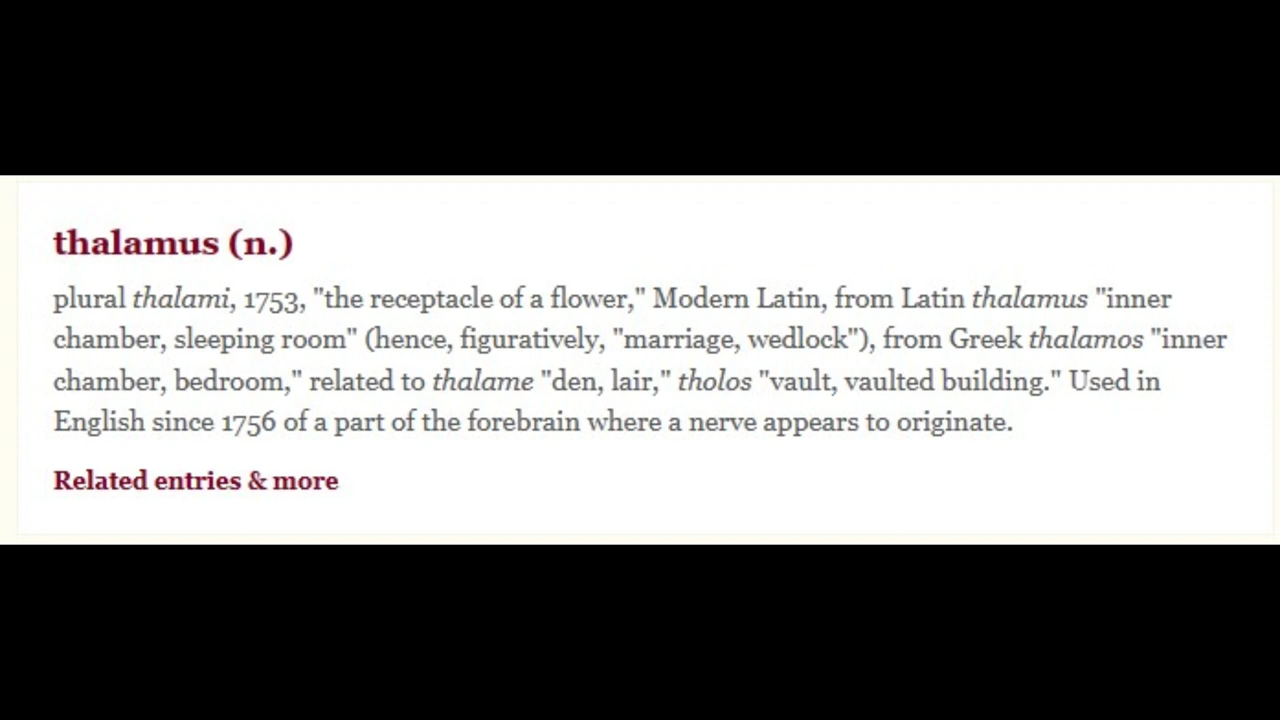 thalamus (n.)
plural thalami, 1753, "the receptacle of a flower," Modern Latin, from Latin thalamus "inner
chamber, sleeping room" (hence, figuratively, "marriage, wedlock"), from Greek thalamos "inner
chamber, bedroom," related to thalame "den, lair," tholos "vault, vaulted building." Used in
English since 1756 of a part of the forebrain where a nerve appears to originate.
Related entries & more